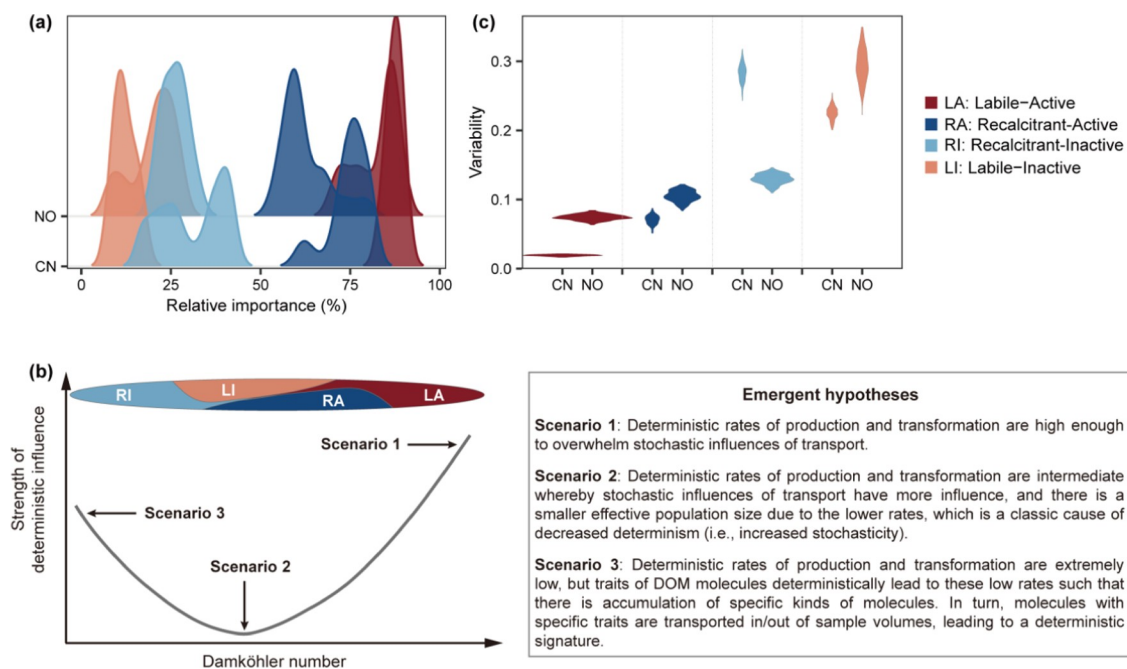 (a)
NO
CN
0
25
50
75
100
Relative importance (%)
(c)
Variability
0.3
0.2
0.1
0.0
CN NO CN NO CN NO CN NO
LA: Labile−Active
RA: Recalcitrant-Active
RI: Recalcitrant-Inactive
LI: Labile−Inactive
(b)
Strength of
deterministic influence
RI
LI
RA
LA
Scenario 1
Scenario 3
Scenario 2
Damköhler number
Emergent hypotheses
Scenario 1: Deterministic rates of production and transformation are high enough
to overwhelm stochastic influences of transport.
Scenario 2: Deterministic rates of production and transformation are intermediate
whereby stochastic influences of transport have more influence, and there is a
smaller effective population size due to the lower rates, which is a classic cause of
decreased determinism (i.e., increased stochasticity).
Scenario 3: Deterministic rates of production and transformation are extremely
low, but traits of DOM molecules deterministically lead to these low rates such that
there is accumulation of specific kinds of molecules. In turn, molecules with
specific traits are transported in/out of sample volumes, leading to a deterministic
signature.